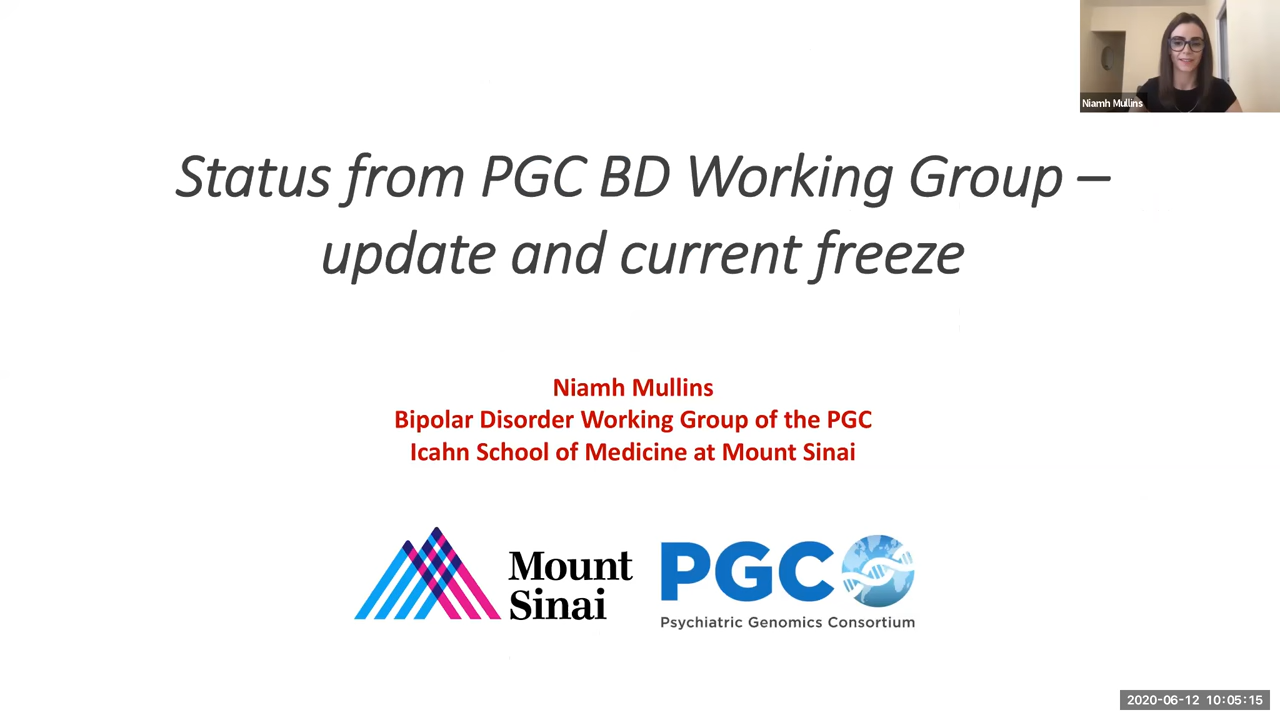 Niamh Mullins
Status from PGC BD Working Group –
update and current freeze
Niamh Mullins
Bipolar Disorder Working Group of the PGC
Icahn School of Medicine at Mount Sinai
Mount
Sinai
PGC
Psychiatric Genomics Consortium
2020-06-12 10:05:15